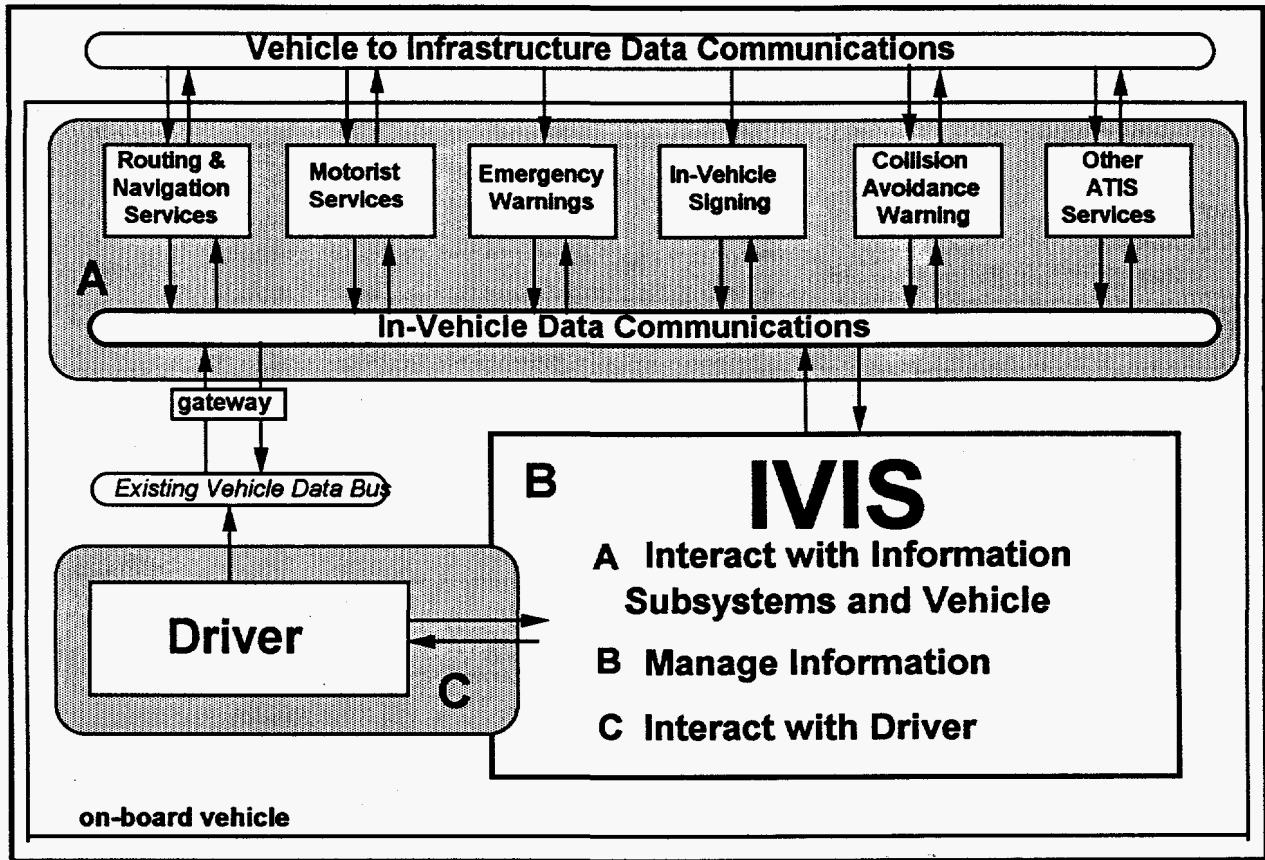 Vehicle to Infrastructure Data Communications
Routing &
Navigation
Services
Motorist
Services
Emergency
Warnings
In-Vehicle
Signing
Collision
Avoidance
Warning
Other
ATIS
Services
A
In-Vehicle Data Communications
gateway
Existing Vehicle Data Bus
Driver
C
B
IVIS
A Interact with Information
Subsystems and Vehicle
B Manage Information
C Interact with Driver
on-board vehicle